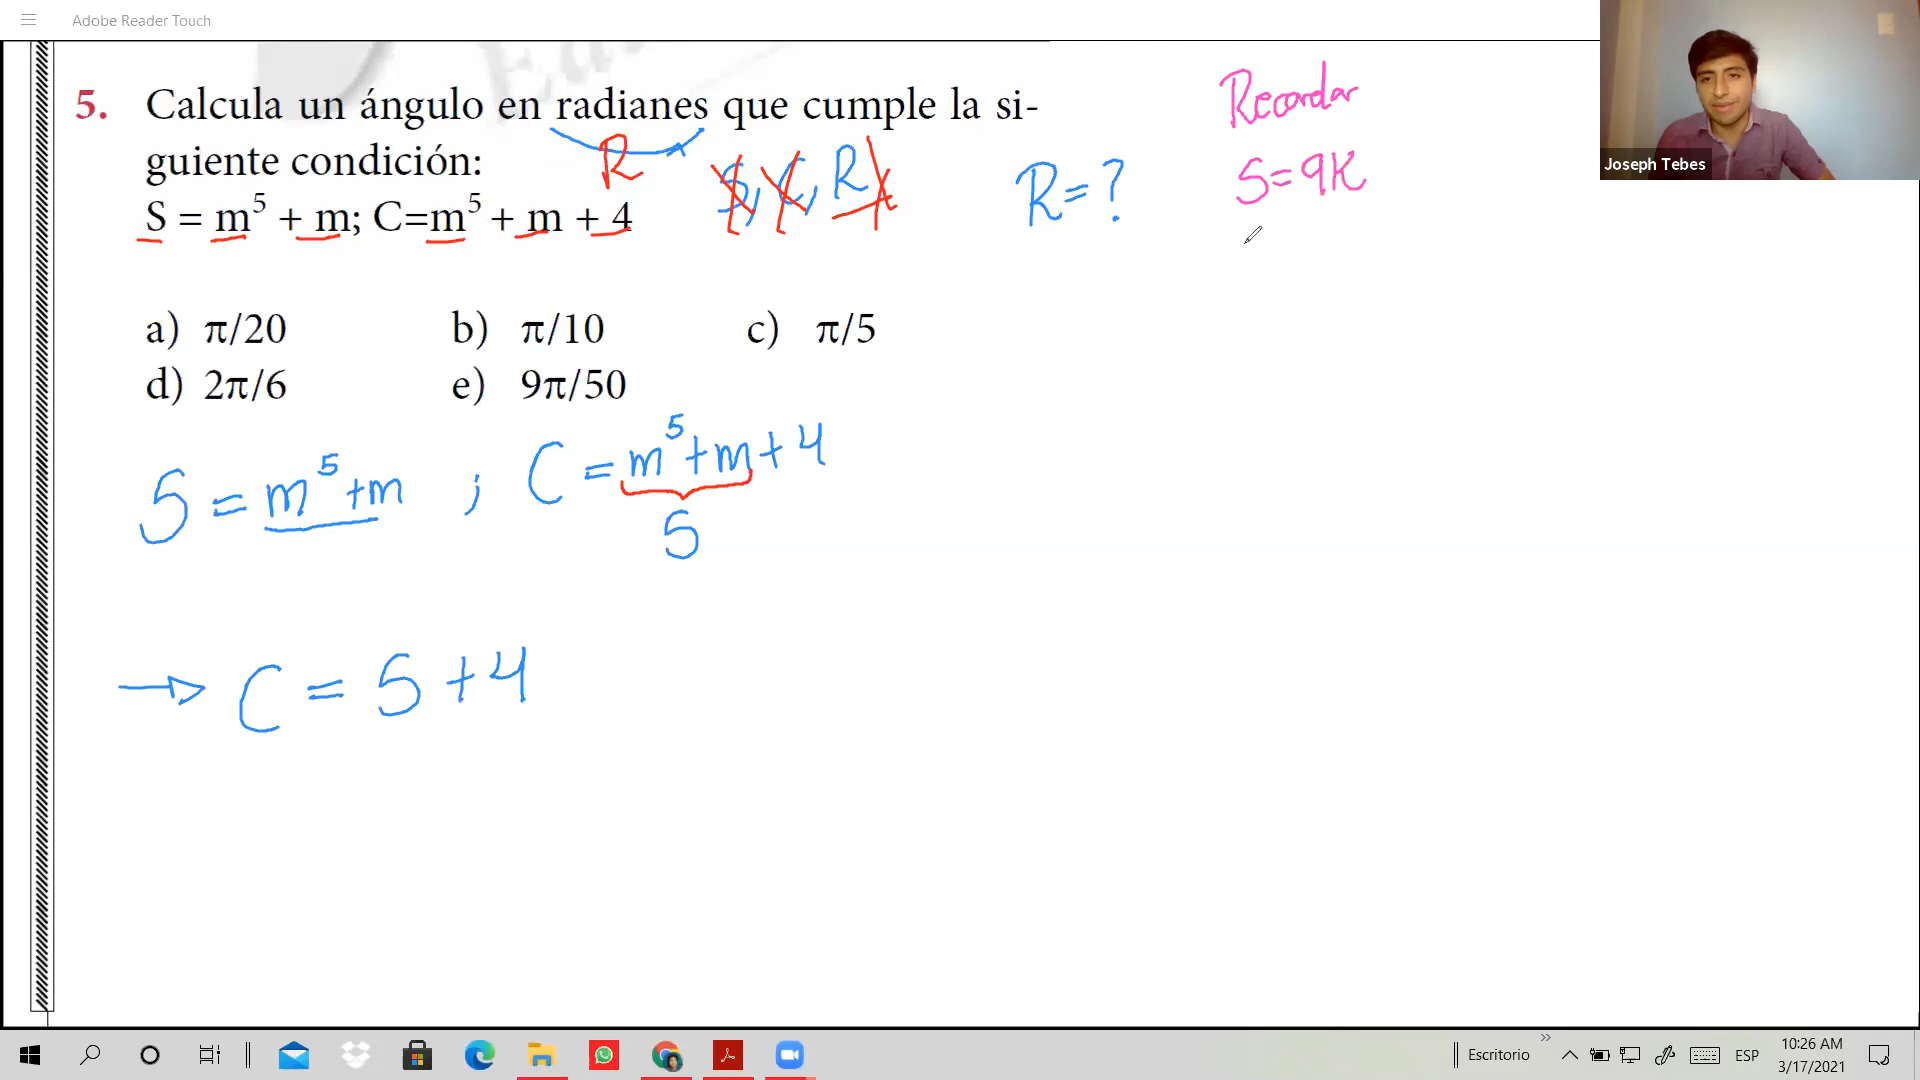 Adobe Reader Touch
5. Calcula un ángulo en radianes que cumple la si-
guiente condición:
S = m⁵ + m; C=m⁵ + m + 4
R
S, C, R
R = ?
Recordar
S = 9K
Joseph Tebes
a) π/20 b) π/10 c) π/5
d) 2π/6 e) 9π/50
S = m⁵ + m ; C = m⁵ + m + 4
S
→ C = S + 4
Escritorio
ESP
10:26 AM
3/17/2021